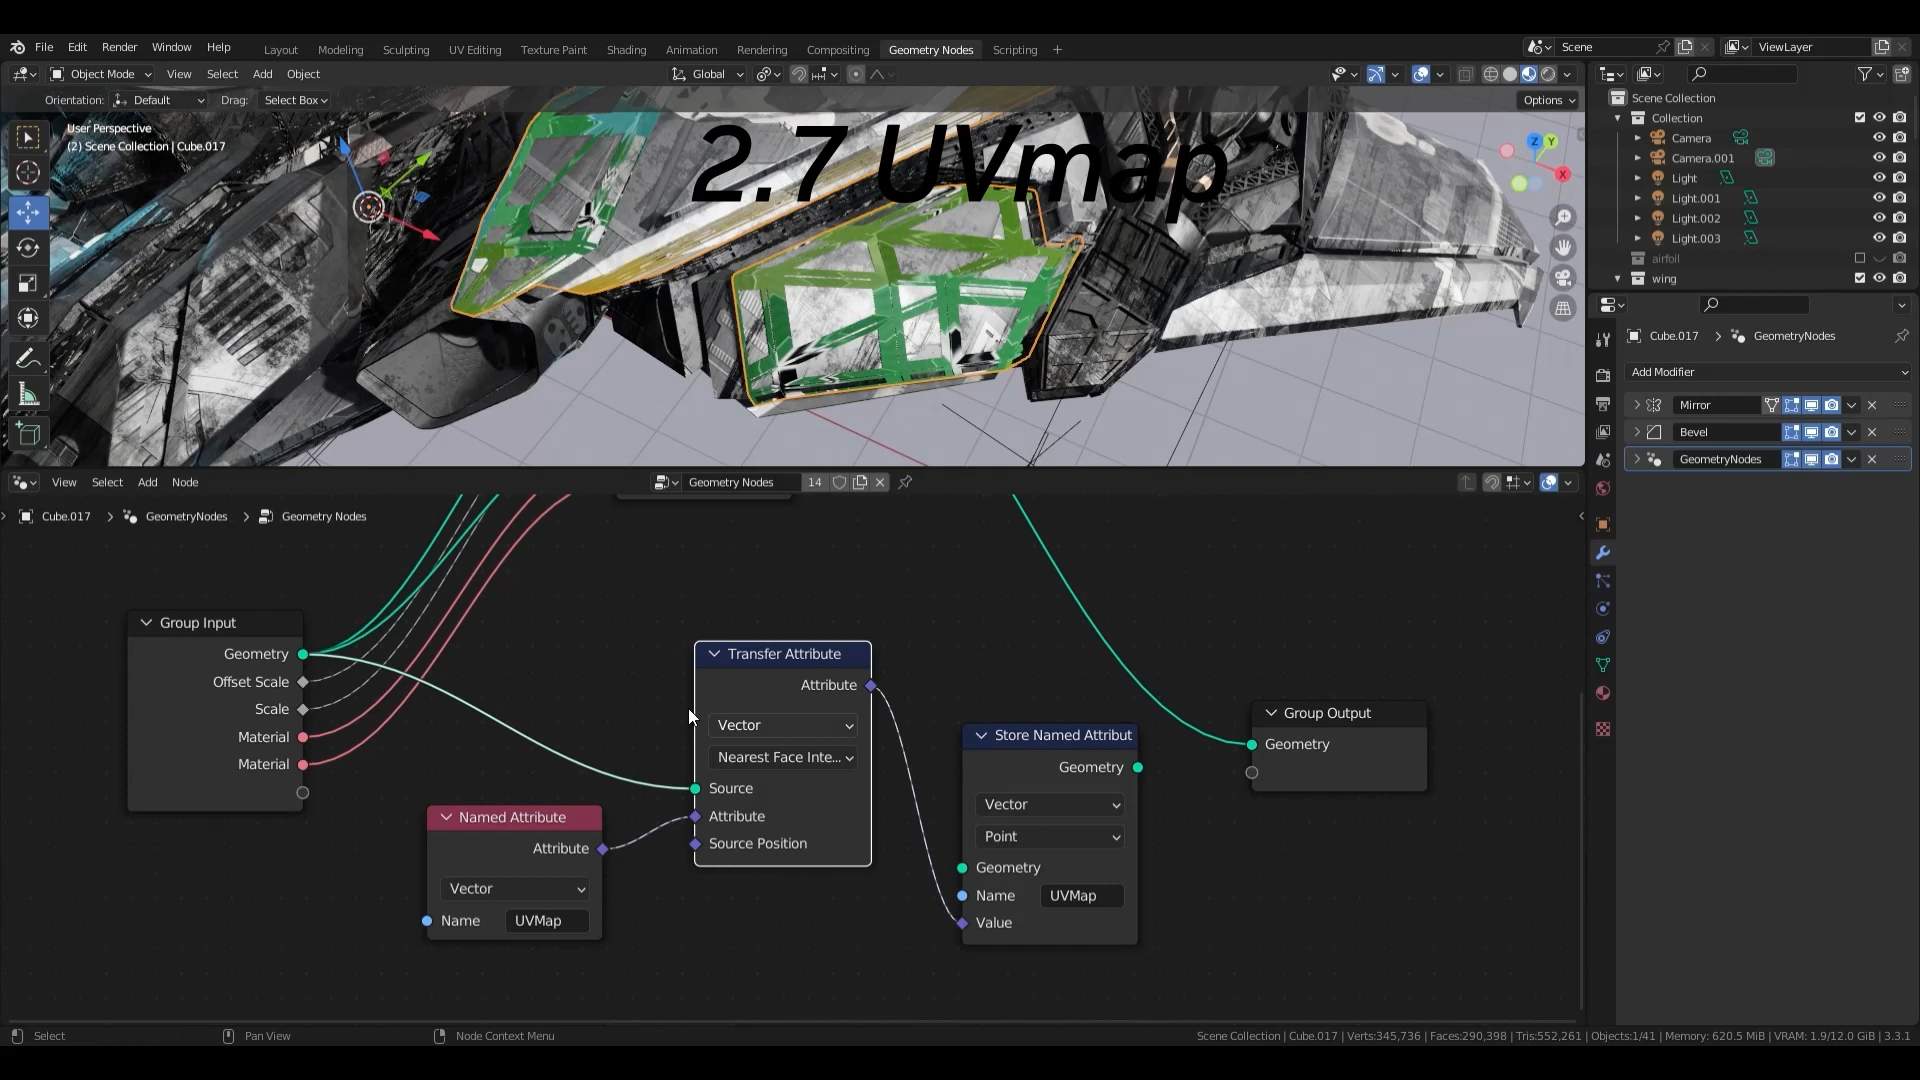 File Edit Render Window Help
Layout Modeling Sculpting UV Editing Texture Paint Shading Animation Rendering Compositing Geometry Nodes Scripting +
Scene
ViewLayer
Object Mode View Select Add Object
Global
Orientation: Default Drag: Select Box
Options
User Perspective
(2) Scene Collection | Cube.017
2.7 UVmap
Z
Y
X
Scene Collection
Collection
Camera
Camera.001
Light
Light.001
Light.002
Light.003
airfoil
wing
Cube.017 > GeometryNodes
Add Modifier
Mirror
Bevel
GeometryNodes
View Select Add Node
Geometry Nodes 14
Cube.017 > GeometryNodes > Geometry Nodes
Group Input
Geometry
Offset Scale
Scale
Material
Material
Named Attribute
Attribute
Vector
Name UVMap
Transfer Attribute
Attribute
Vector
Nearest Face Inte...
Source
Attribute
Source Position
Store Named Attribut
Geometry
Vector
Point
Geometry
Name UVMap
Value
Group Output
Geometry
Select
Pan View
Node Context Menu
Scene Collection | Cube.017 | Verts:345,736 | Faces:290,398 | Tris:552,261 | Objects:1/41 | Memory: 620.5 MiB | VRAM: 1.9/12.0 GiB | 3.3.1